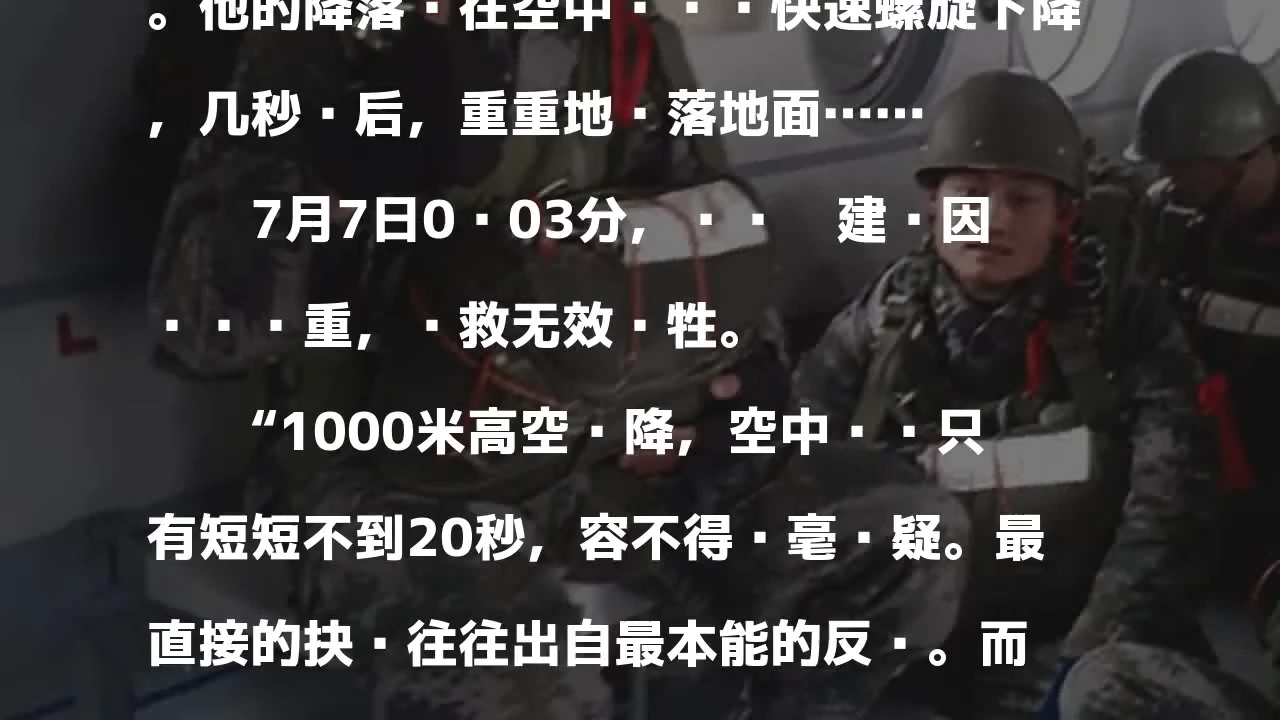 。他的降落·在空中···快速螺旋下降
，几秒·后，重重地·落地面……
7月7日0·03分，··　建·因
···重，·救无效·牲。
“1000米高空·降，空中··只
有短短不到20秒，容不得·毫·疑。最
直接的抉·往往出自最本能的反·。而